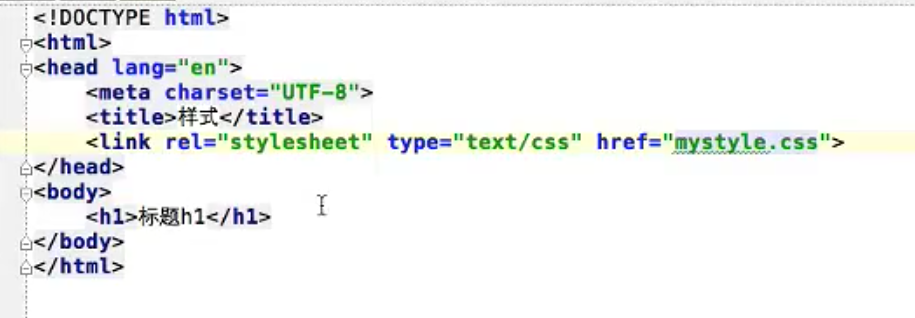 <!DOCTYPE html>
<html>
<head lang="en">
<meta charset="UTF-8">
<title>样式</title>
<link rel="stylesheet" type="text/css" href="mystyle.css">
</head>
<body>
<h1>标题h1</h1>
</body>
</html>